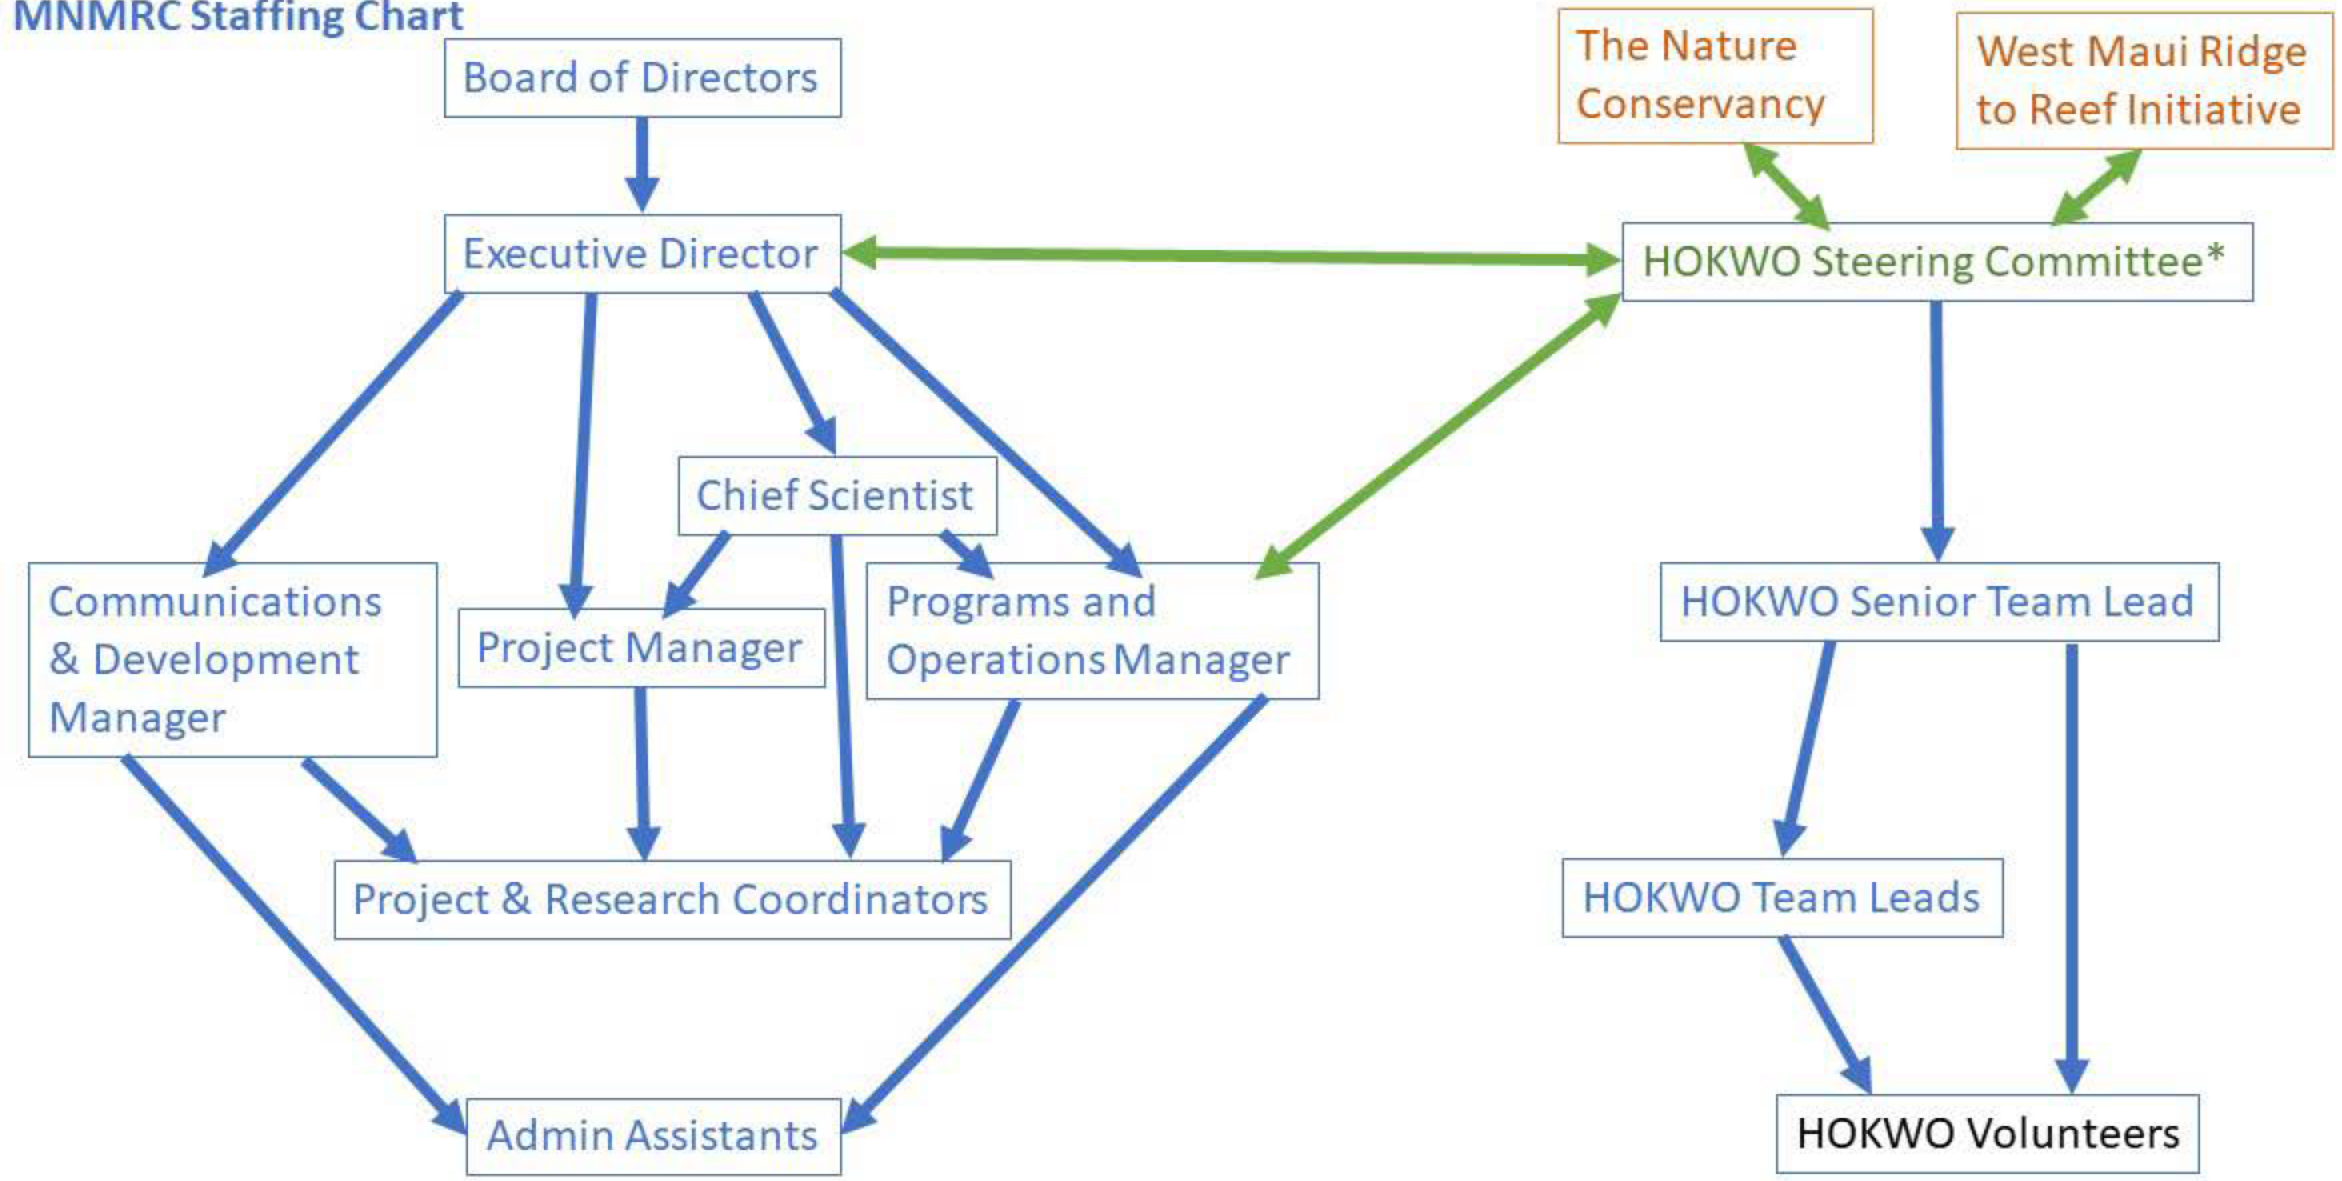 MNMRC Staffing Chart
Board of Directors
The Nature
Conservancy
West Maui Ridge
to Reef Initiative
Executive Director
HOKWO Steering Committee*
Chief Scientist
Communications
& Development
Manager
Project Manager
Programs and
Operations Manager
HOKWO Senior Team Lead
Project & Research Coordinators
HOKWO Team Leads
Admin Assistants
HOKWO Volunteers